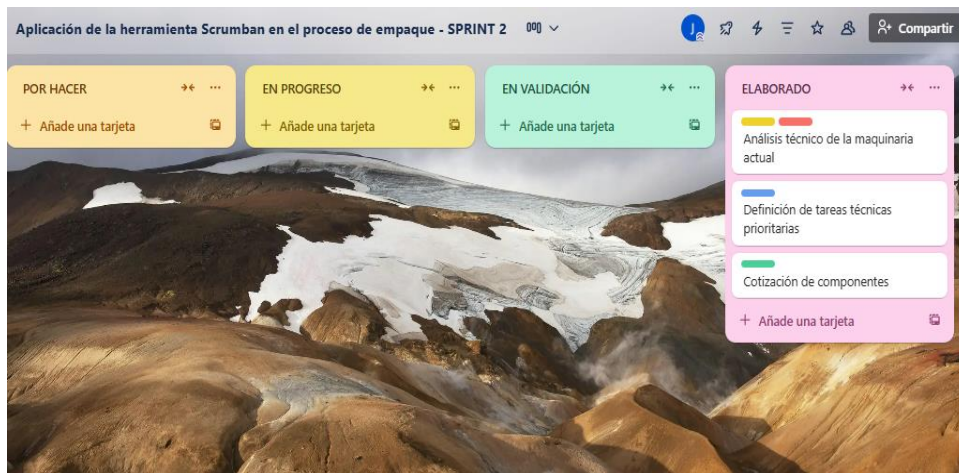 Aplicación de la herramienta Scrumban en el proceso de empaque - SPRINT 2
J
Compartir
POR HACER
+ Añade una tarjeta
EN PROGRESO
+ Añade una tarjeta
EN VALIDACIÓN
+ Añade una tarjeta
ELABORADO
Análisis técnico de la maquinaria
actual
Definición de tareas técnicas
prioritarias
Cotización de componentes
+ Añade una tarjeta